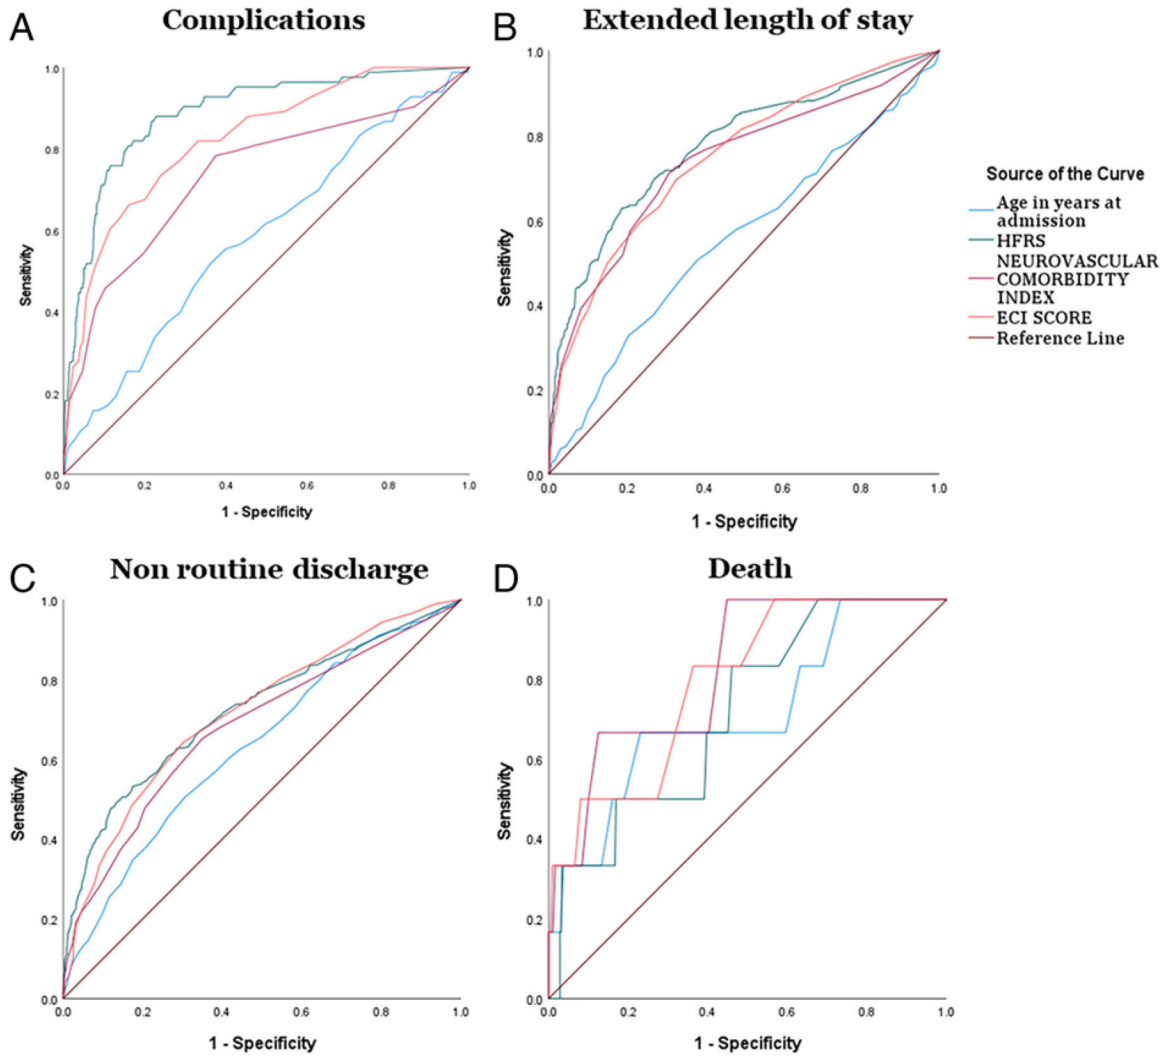 A
Complications
1.0
0.8
0.6
0.4
0.2
0.0
Sensitivity
0.0 0.2 0.4 0.6 0.8 1.0
1 - Specificity
B
Extended length of stay
1.0
0.8
0.6
0.4
0.2
0.0
Sensitivity
0.0 0.2 0.4 0.6 0.8 1.0
1 - Specificity
Source of the Curve
Age in years at
admission
HFRS
NEUROVASCULAR
COMORBIDITY
INDEX
ECI SCORE
Reference Line
C
Non routine discharge
1.0
0.8
0.6
0.4
0.2
0.0
Sensitivity
0.0 0.2 0.4 0.6 0.8 1.0
1 - Specificity
D
Death
1.0
0.8
0.6
0.4
0.2
0.0
Sensitivity
0.0 0.2 0.4 0.6 0.8 1.0
1 - Specificity